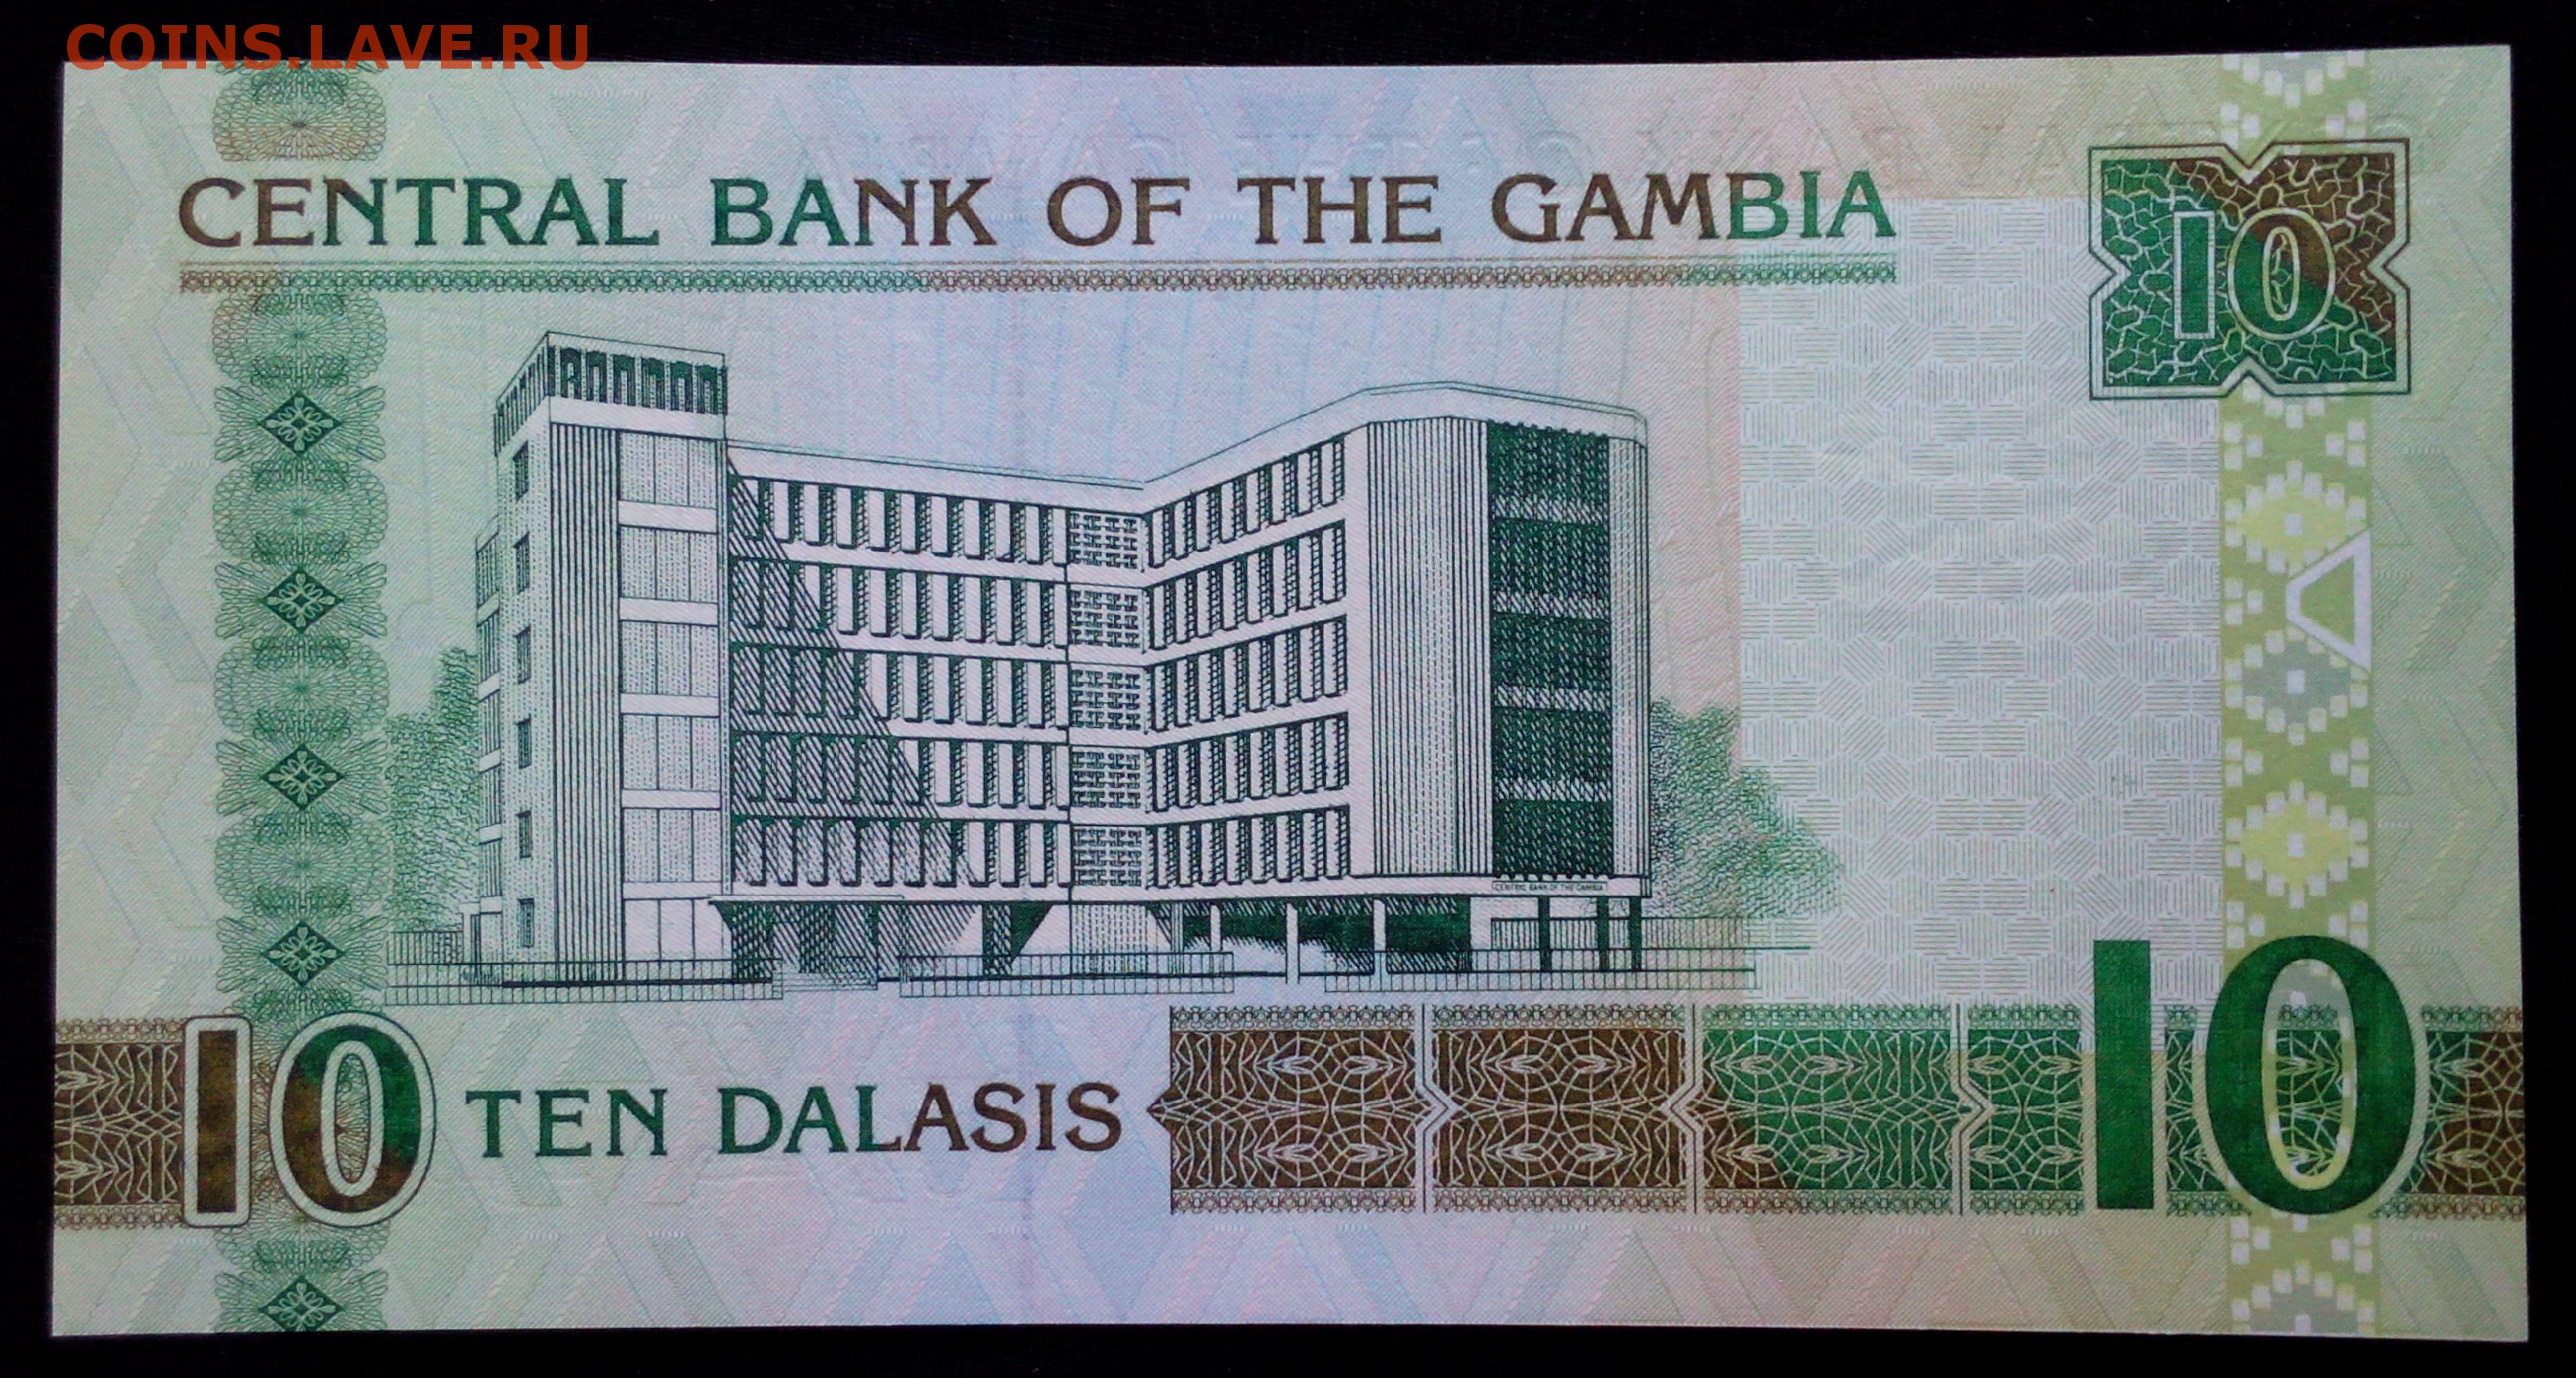 COINS.LAVE.RU
CENTRAL BANK OF THE GAMBIA
10
CENTRAL BANK OF THE GAMBIA
10 TEN DALASIS 10